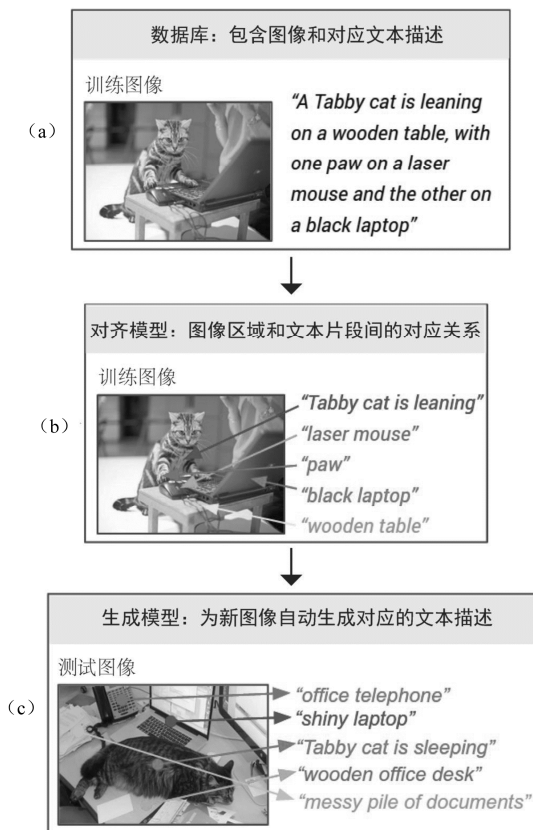 数据库：包含图像和对应文本描述
训练图像
（a）
“A Tabby cat is leaning
on a wooden table, with
one paw on a laser
mouse and the other on
a black laptop”
对齐模型：图像区域和文本片段间的对应关系
训练图像
（b）
“Tabby cat is leaning”
“laser mouse”
“paw”
“black laptop”
“wooden table”
生成模型：为新图像自动生成对应的文本描述
测试图像
（c）
“office telephone”
“shiny laptop”
“Tabby cat is sleeping”
“wooden office desk”
“messy pile of documents”